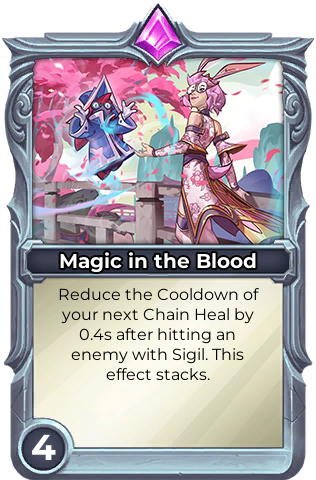 Magic in the Blood
Reduce the Cooldown of
your next Chain Heal by
0.4s after hitting an
enemy with Sigil. This
effect stacks.
4